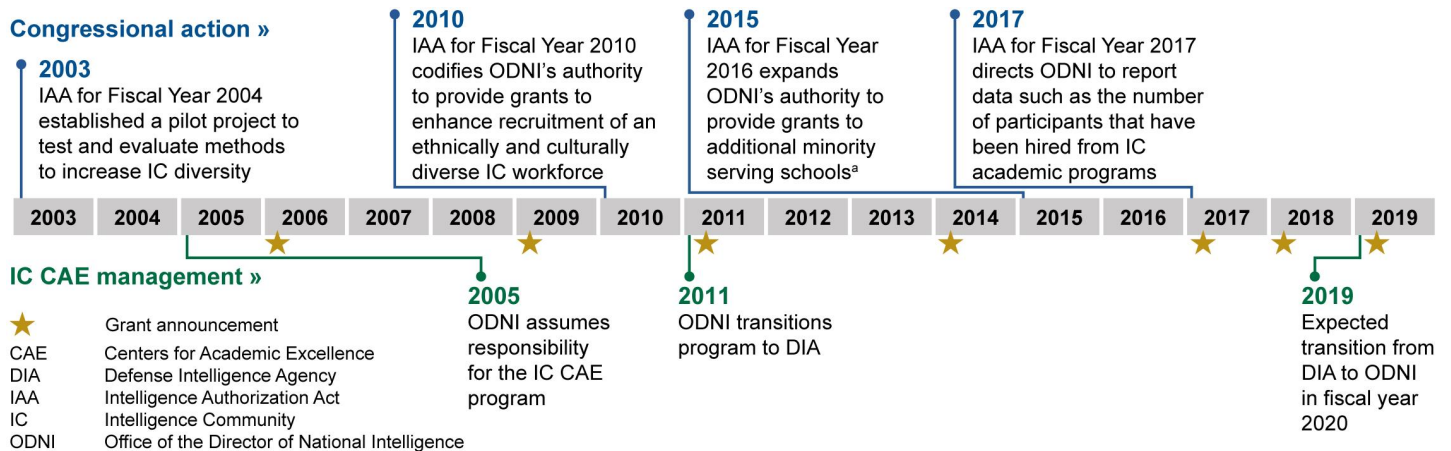 Congressional action »
2003
IAA for Fiscal Year 2004
established a pilot project to
test and evaluate methods
to increase IC diversity
2010
IAA for Fiscal Year 2010
codifies ODNI’s authority
to provide grants to
enhance recruitment of an
ethnically and culturally
diverse IC workforce
2015
IAA for Fiscal Year
2016 expands
ODNI’s authority to
provide grants to
additional minority
serving schoolsᵃ
2017
IAA for Fiscal Year 2017
directs ODNI to report
data such as the number
of participants that have
been hired from IC
academic programs
2003 2004 2005 2006 2007 2008 2009 2010 2011 2012 2013 2014 2015 2016 2017 2018 2019
IC CAE management »
2005
ODNI assumes
responsibility
for the IC CAE
program
2011
ODNI transitions
program to DIA
2019
Expected
transition from
DIA to ODNI
in fiscal year
2020
Grant announcement
CAE Centers for Academic Excellence
DIA Defense Intelligence Agency
IAA Intelligence Authorization Act
IC Intelligence Community
ODNI Office of the Director of National Intelligence